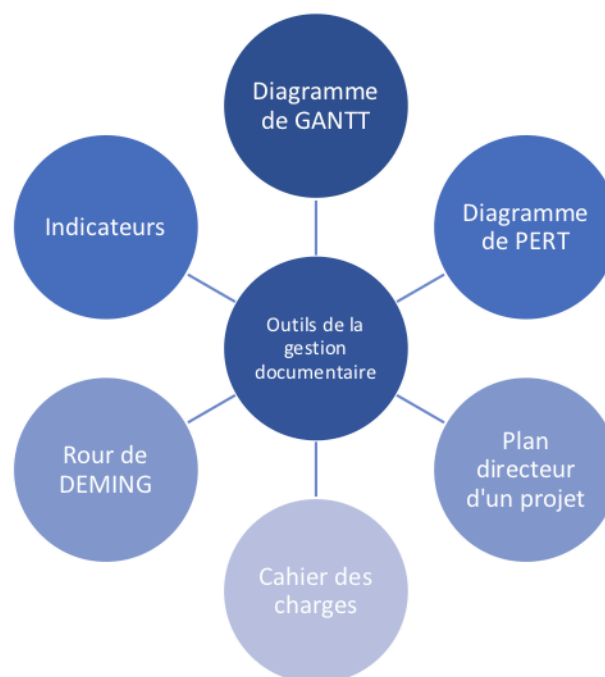 Diagramme
de GANTT
Indicateurs
Diagramme
de PERT
Outils de la
gestion
documentaire
Rour de
DEMING
Plan
directeur
d'un projet
Cahier des
charges